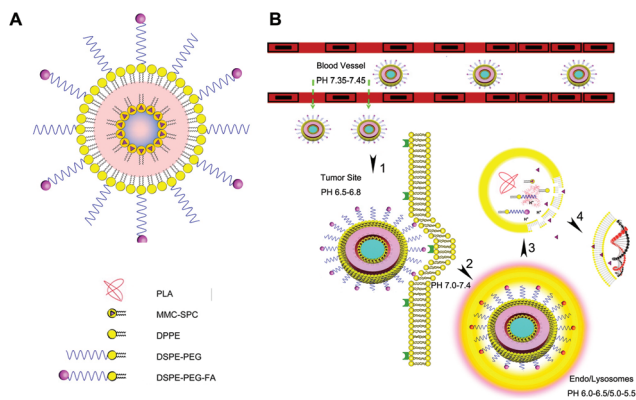 A
B
Blood Vessel
PH 7.35-7.45
1
Tumor Site
PH 6.5-6.8
2
PH 7.0-7.4
3
4
PLA
MMC-SPC
DPPE
DSPE-PEG
DSPE-PEG-FA
Endo/Lysosomes
PH 6.0-6.5/5.0-5.5